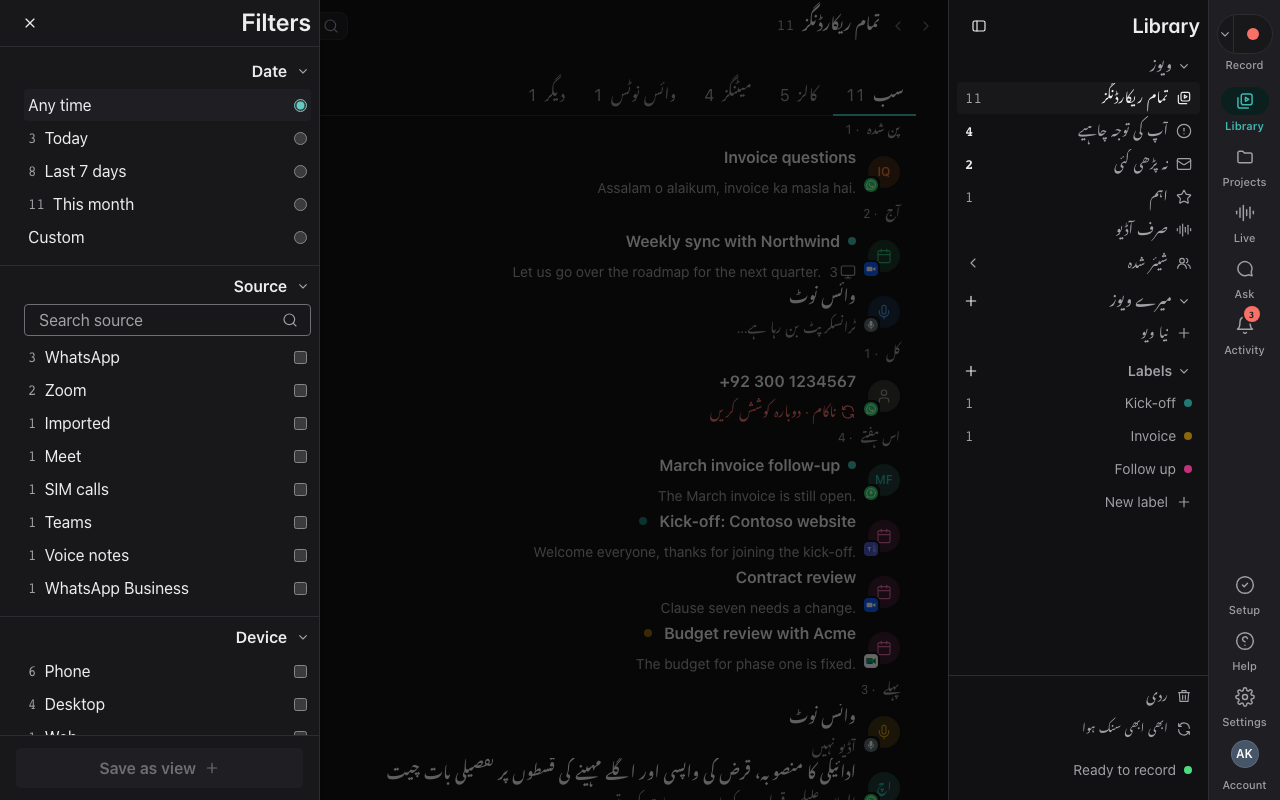 Filters
Date
Any time
3 Today
8 Last 7 days
11 This month
Custom
Source
Search source
3 WhatsApp
2 Zoom
1 Imported
1 Meet
1 SIM calls
1 Teams
1 Voice notes
1 WhatsApp Business
Device
6 Phone
4 Desktop
Save as view
تمام ریکارڈنگز 11
سب 11
کالز 5
میٹنگز 4
وائس نوٹس 1
دیگر 1
پن شدہ · 1
IQ
Invoice questions
Assalam o alaikum, invoice ka masla hai.
آج · 2
Weekly sync with Northwind
Let us go over the roadmap for the next quarter. 3
وائس نوٹ
ٹرانسکرپٹ بن رہا ہے...
کل · 1
+92 300 1234567
ناکام · دوبارہ کوشش کریں
اس ہفتے · 4
MF
March invoice follow-up
The March invoice is still open.
Kick-off: Contoso website
Welcome everyone, thanks for joining the kick-off.
Contract review
Clause seven needs a change.
Budget review with Acme
The budget for phase one is fixed.
پہلے · 3
وائس نوٹ
آڈیو نہیں
ادائیگی کا منصوبہ، قرض کی واپسی اور اگلے مہینے کی قسطوں پر تفصیلی بات چیت
Library
ویوز
تمام ریکارڈنگز 11
آپ کی توجہ چاہیے 4
نہ پڑھی گئی 2
اہم 1
صرف آڈیو
شیئر شدہ
میرے ویوز
نیا ویو
Labels
Kick-off 1
Invoice 1
Follow up
New label
ردی
ابھی ابھی سنک ہوا
Ready to record
Record
Library
Projects
Live
Ask
3
Activity
Setup
Help
Settings
AK
Account